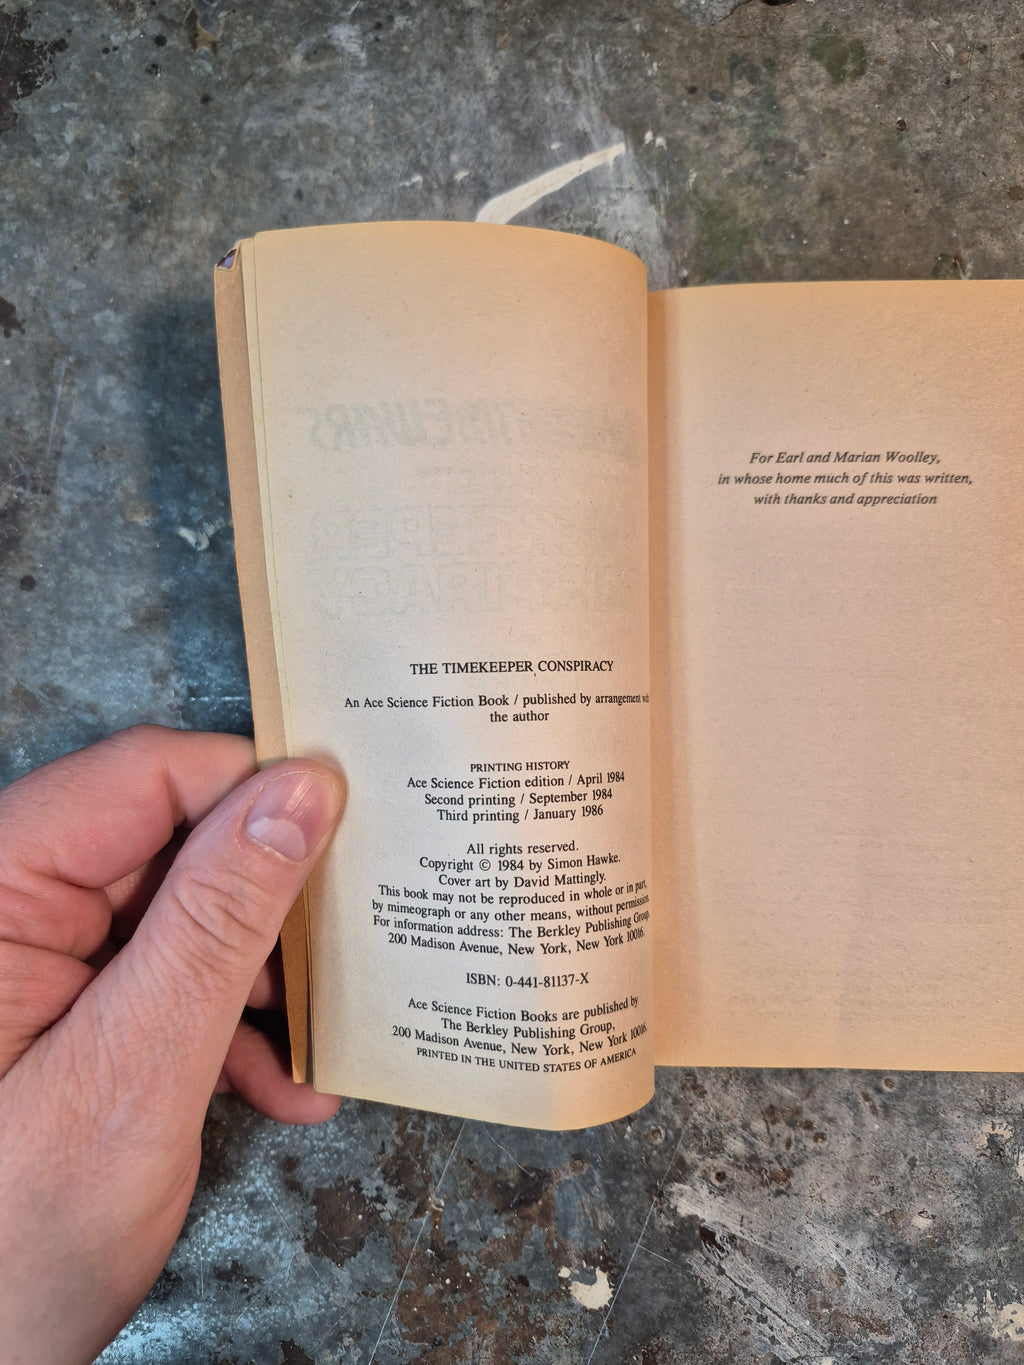 THE TIMEKEEPER CONSPIRACY
An Ace Science Fiction Book / published by arrangement
the author
PRINTING HISTORY
Ace Science Fiction edition / April 1984
Second printing / September 1984
Third printing / January 1986
All rights reserved.
Copyright © 1984 by Simon Hawke.
Cover art by David Mattingly.
This book may not be reproduced in whole or in part,
by mimeograph or any other means, without permission.
For information address: The Berkley Publishing Group,
200 Madison Avenue, New York, New York 10016.
ISBN: 0-441-81137-X
Ace Science Fiction Books are published by
The Berkley Publishing Group,
200 Madison Avenue, New York, New York 10016.
PRINTED IN THE UNITED STATES OF AMERICA
For Earl and Marian Woolley,
in whose home much of this was written,
with thanks and appreciation